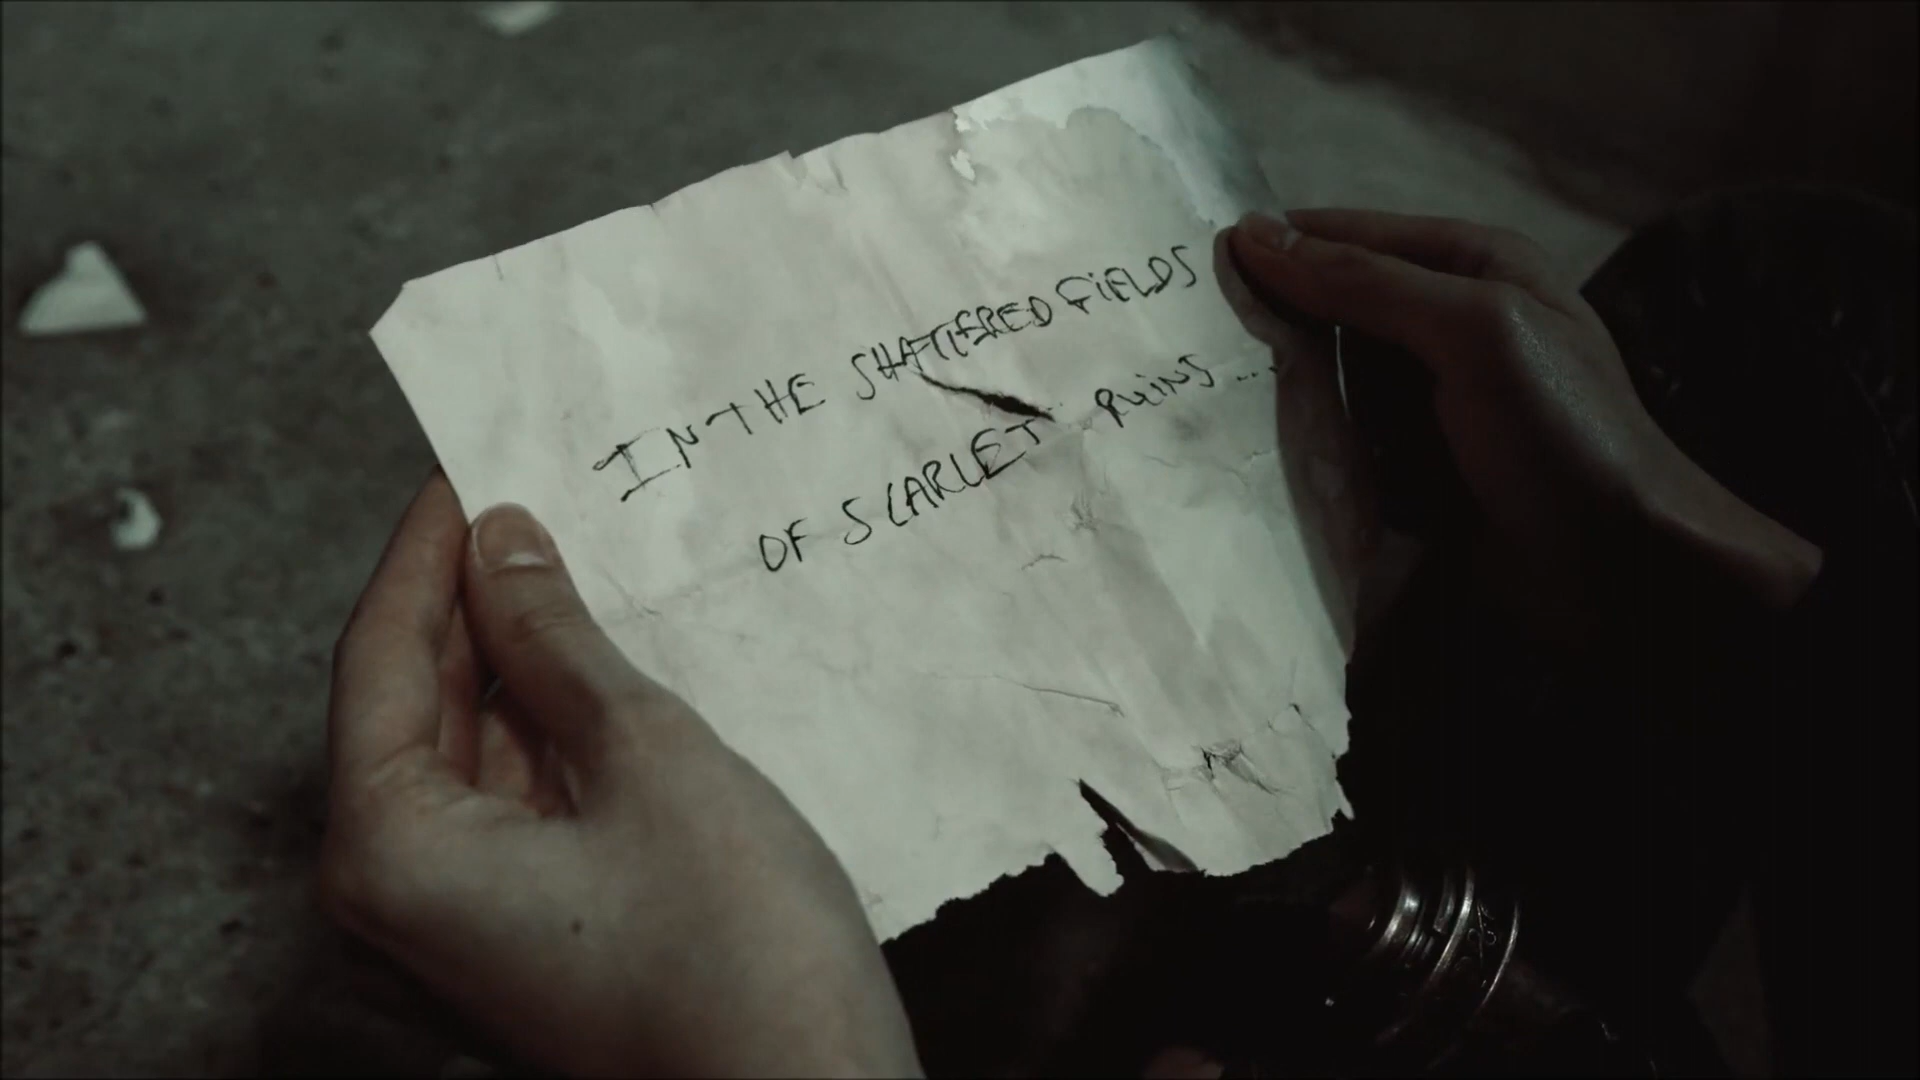 IN THE SHATTERED FiELDS
OF SCARLET RUiNS...